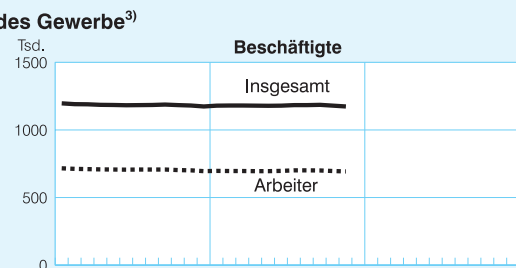 des Gewerbe3)
Tsd.
Beschäftigte
1500
Insgesamt
1000
Arbeiter
500
0